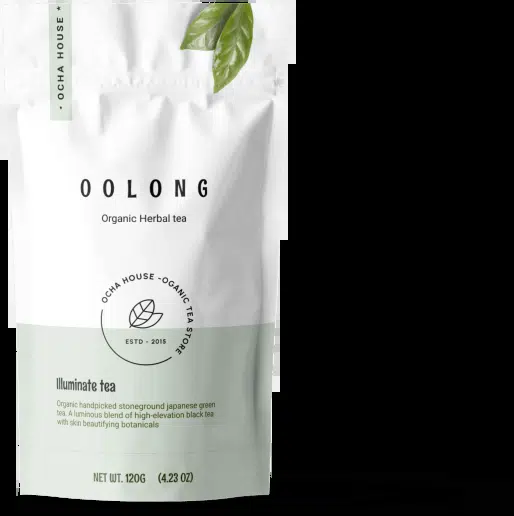 * OCHA HOUSE *
OOLONG
Organic Herbal tea
OCHA HOUSE - OGANIC TEA STORE
ESTD - 2015
Illuminate tea
Organic handpicked stoneground japanese green
tea. A luminous blend of high-elevation black tea
with skin beautifying botanicals
NET WT. 120G (4.23 OZ)